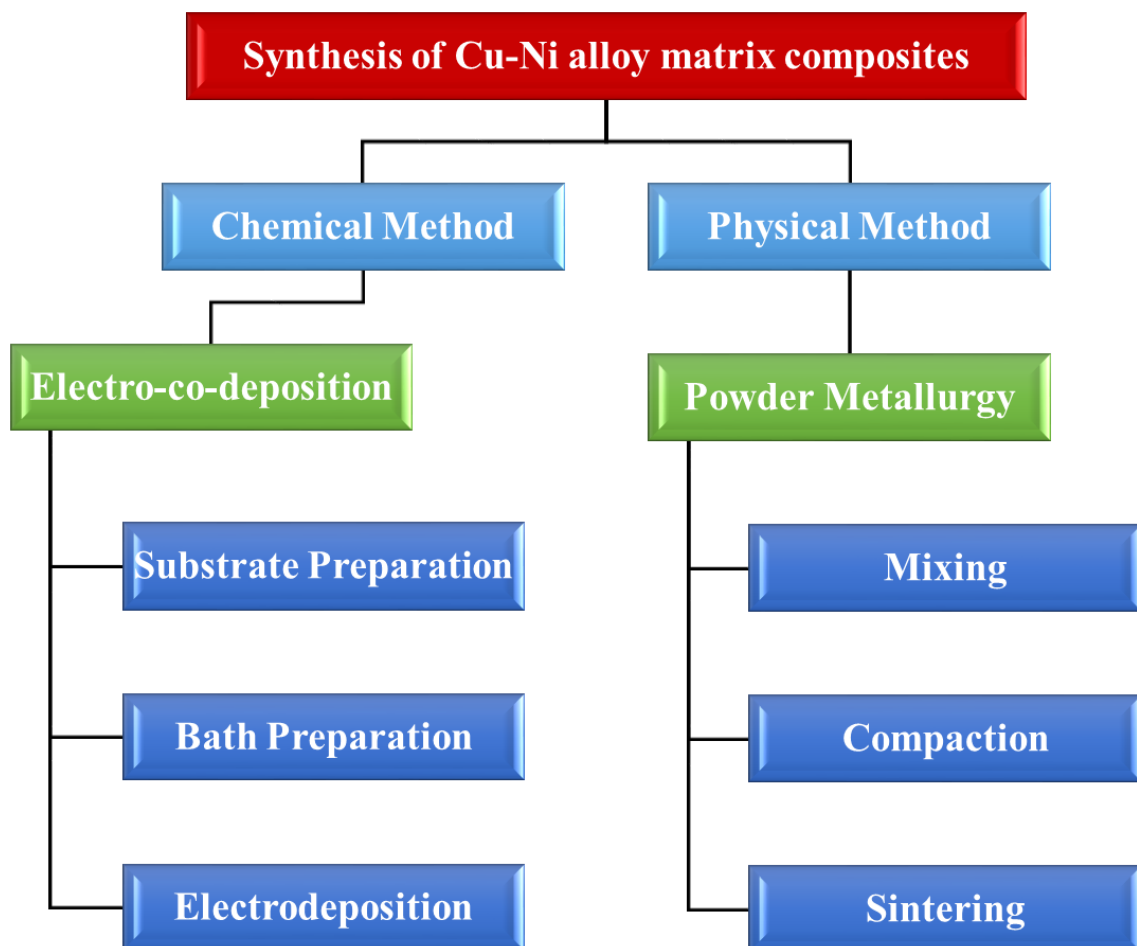 Synthesis of Cu-Ni alloy matrix composites
Chemical Method
Physical Method
Electro-co-deposition
Powder Metallurgy
Substrate Preparation
Mixing
Bath Preparation
Compaction
Electrodeposition
Sintering